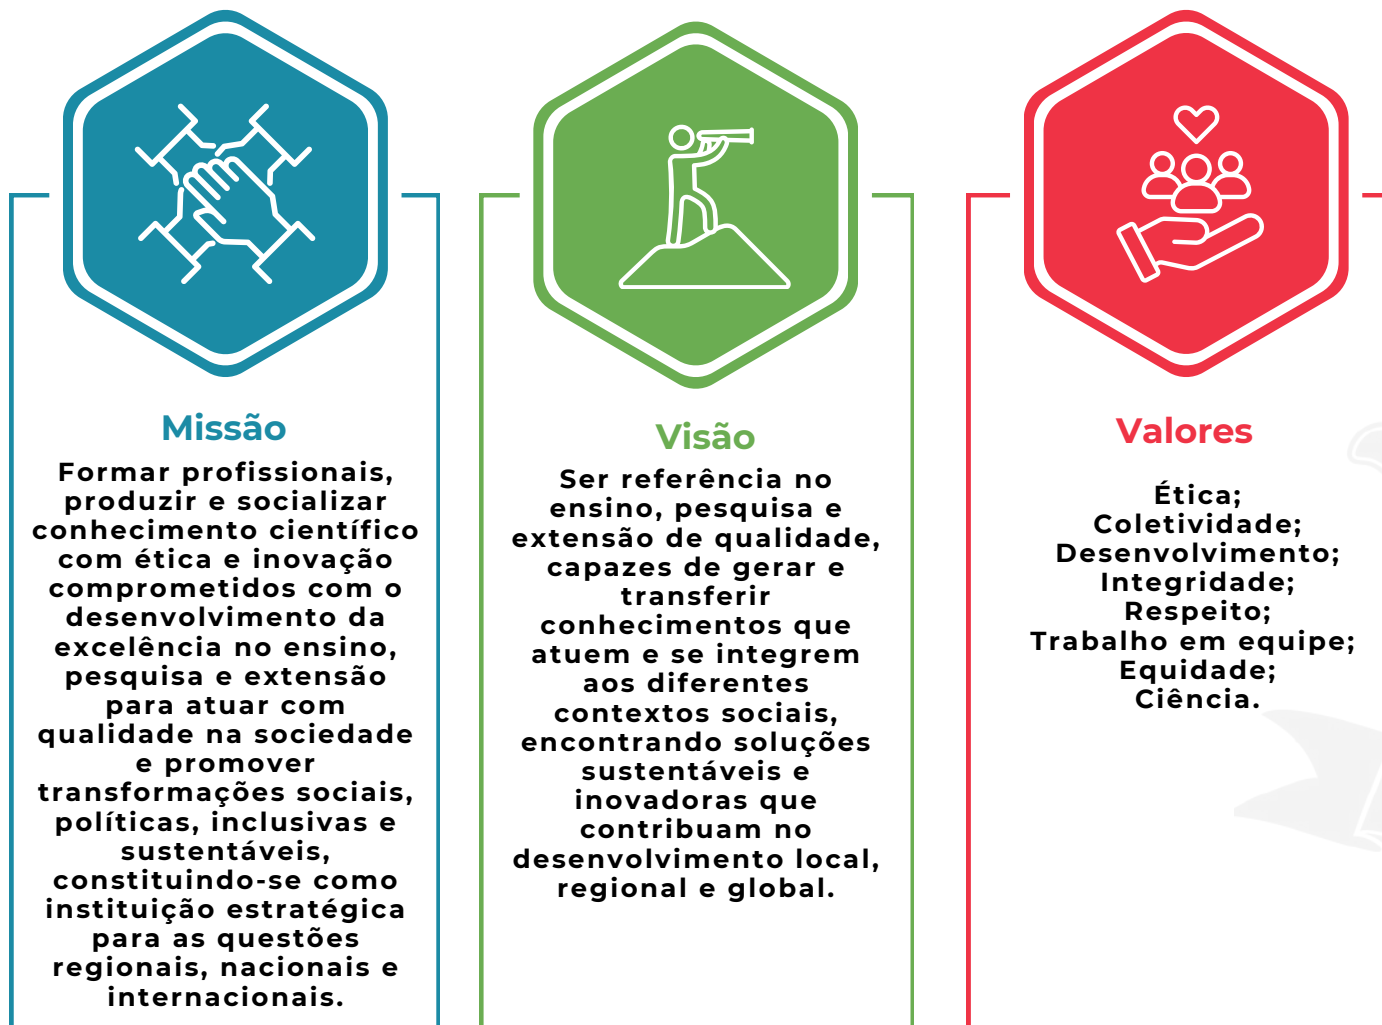 Missão
Formar profissionais,
produzir e socializar
conhecimento científico
com ética e inovação
comprometidos com o
desenvolvimento da
excelência no ensino,
pesquisa e extensão
para atuar com
qualidade na sociedade
e promover
transformações sociais,
políticas, inclusivas e
sustentáveis,
constituindo-se como
instituição estratégica
para as questões
regionais, nacionais e
internacionais.
Visão
Ser referência no
ensino, pesquisa e
extensão de qualidade,
capazes de gerar e
transferir
conhecimentos que
atuem e se integrem
aos diferentes
contextos sociais,
encontrando soluções
sustentáveis e
inovadoras que
contribuam no
desenvolvimento local,
regional e global.
Valores
Ética;
Coletividade;
Desenvolvimento;
Integridade;
Respeito;
Trabalho em equipe;
Equidade;
Ciência.